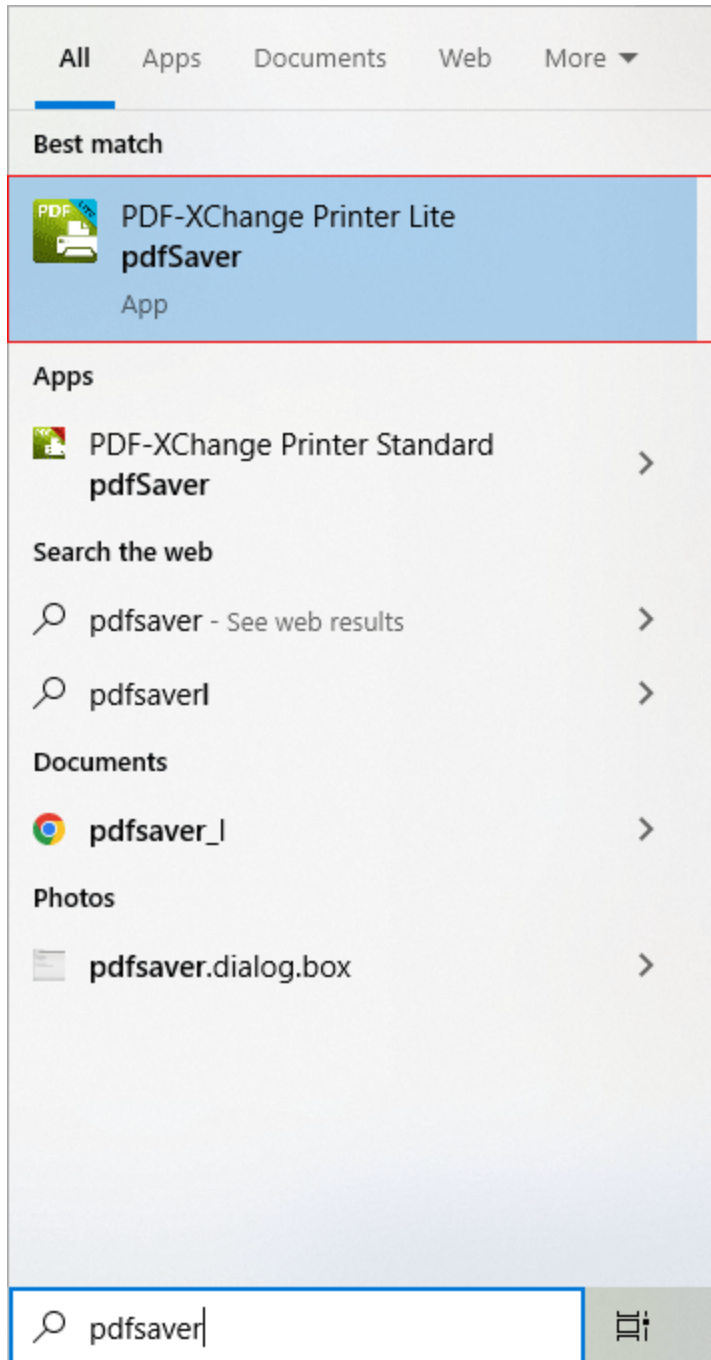 All Apps Documents Web More
Best match
PDF Lite
PDF-XChange Printer Lite
pdfSaver
App
Apps
PDF-XChange Printer Standard
pdfSaver
Search the web
pdfsaver - See web results
pdfsaverl
Documents
pdfsaver_l
Photos
pdfsaver.dialog.box
pdfsaver